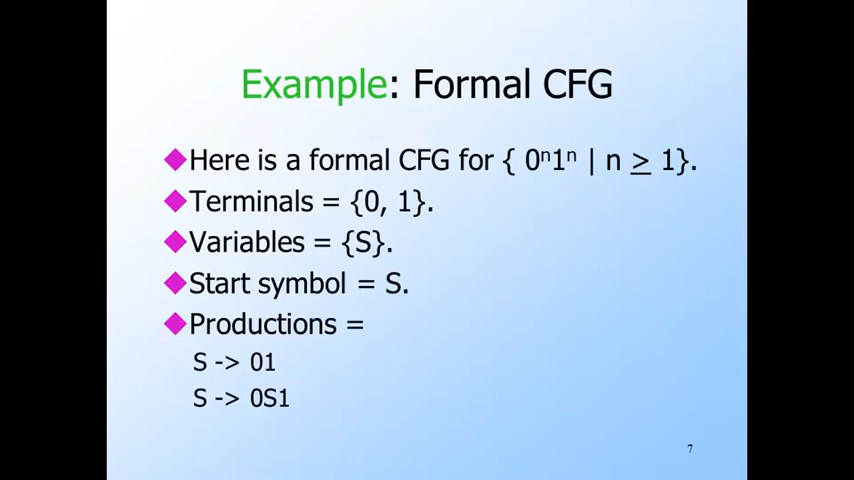 Example: Formal CFG
Here is a formal CFG for { 0ⁿ1ⁿ | n ≥ 1}.
Terminals = {0, 1}.
Variables = {S}.
Start symbol = S.
Productions =
S -> 01
S -> 0S1
7